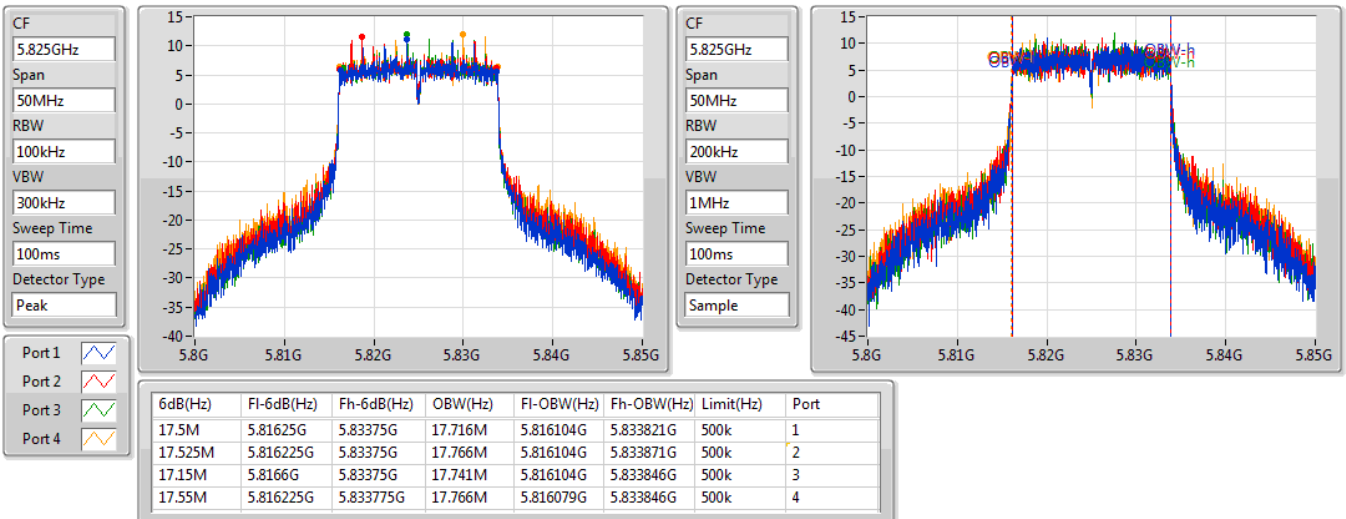 CF
5.825GHz
Span
50MHz
RBW
100kHz
VBW
300kHz
Sweep Time
100ms
Detector Type
Peak
Port 1
Port 2
Port 3
Port 4
15
10
5
0
-5
-10
-15
-20
-25
-30
-35
-40
5.8G 5.81G 5.82G 5.83G 5.84G 5.85G
CF
5.825GHz
Span
50MHz
RBW
200kHz
VBW
1MHz
Sweep Time
100ms
Detector Type
Sample
15
10
5
0
-5
-10
-15
-20
-25
-30
-35
-40
-45
OBW-h
5.8G 5.81G 5.82G 5.83G 5.84G 5.85G
6dB(Hz) Fl-6dB(Hz) Fh-6dB(Hz) OBW(Hz) Fl-OBW(Hz) Fh-OBW(Hz) Limit(Hz) Port
17.5M 5.81625G 5.83375G 17.716M 5.816104G 5.833821G 500k 1
17.525M 5.816225G 5.83375G 17.766M 5.816104G 5.833871G 500k 2
17.15M 5.8166G 5.83375G 17.741M 5.816104G 5.833846G 500k 3
17.55M 5.816225G 5.833775G 17.766M 5.816079G 5.833846G 500k 4